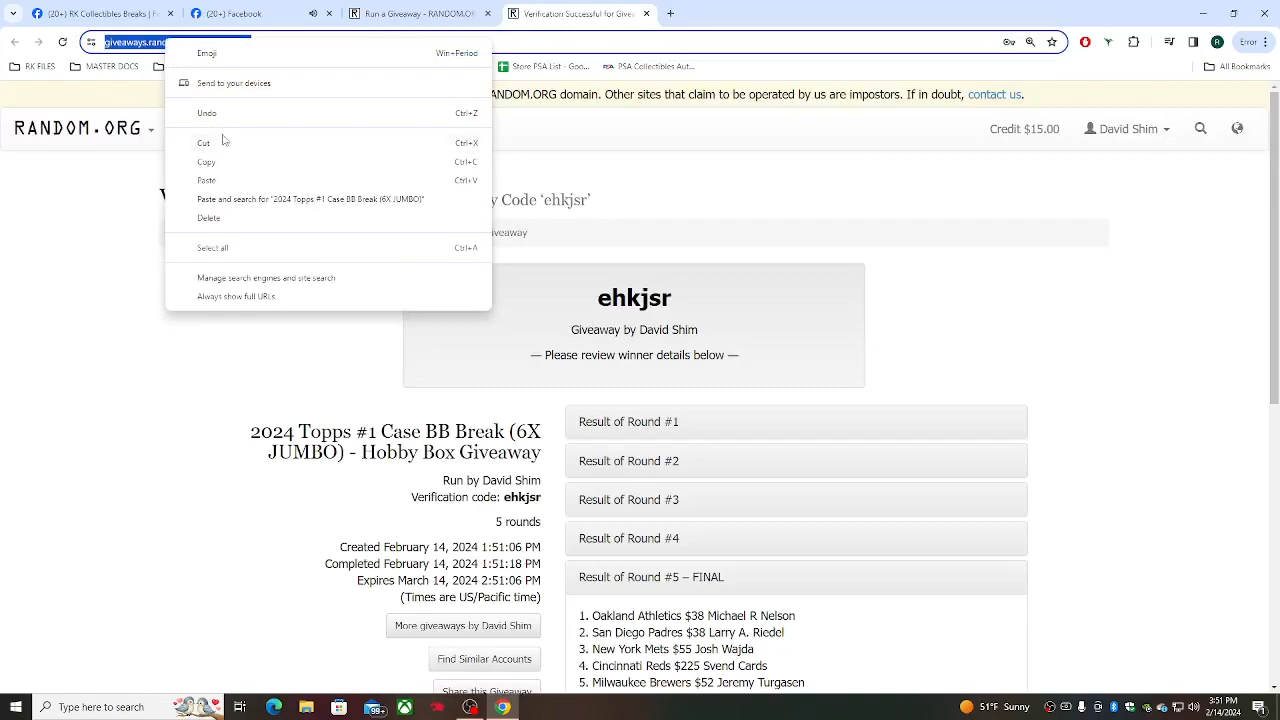 (20+) RK Collectibles Breaks | F
(20+) Facebook
Run a Giveaway - RANDOM.OR
Verification Successful for Give
giveaways.rand
Error
RK FILES
MASTER DOCS
Store PSA List - Goo...
PSA Collectibles Aut...
All Bookmarks
Emoji Win+Period
Send to your devices
Undo Ctrl+Z
Cut Ctrl+X
Copy Ctrl+C
Paste Ctrl+V
Paste and search for "2024 Topps #1 Case BB Break (6X JUMBO)"
Delete
Select all Ctrl+A
Manage search engines and site search
Always show full URLs
ANDOM.ORG domain. Other sites that claim to be operated by us are impostors. If in doubt, contact us.
RANDOM.ORG
Credit $15.00
David Shim
y Code ‘ehkjsr’
iveaway
ehkjsr
Giveaway by David Shim
— Please review winner details below —
2024 Topps #1 Case BB Break (6X
JUMBO) - Hobby Box Giveaway
Run by David Shim
Verification code: ehkjsr
5 rounds
Created February 14, 2024 1:51:06 PM
Completed February 14, 2024 1:51:18 PM
Expires March 14, 2024 2:51:06 PM
(Times are US/Pacific time)
More giveaways by David Shim
Find Similar Accounts
Share this Giveaway
Result of Round #1
Result of Round #2
Result of Round #3
Result of Round #4
Result of Round #5 – FINAL
1. Oakland Athletics $38 Michael R Nelson
2. San Diego Padres $38 Larry A. Riedel
3. New York Mets $55 Josh Wajda
4. Cincinnati Reds $225 Svend Cards
5. Milwaukee Brewers $52 Jeremy Turgasen
Type here to search
99+
51°F Sunny
3:51 PM
2/14/2024